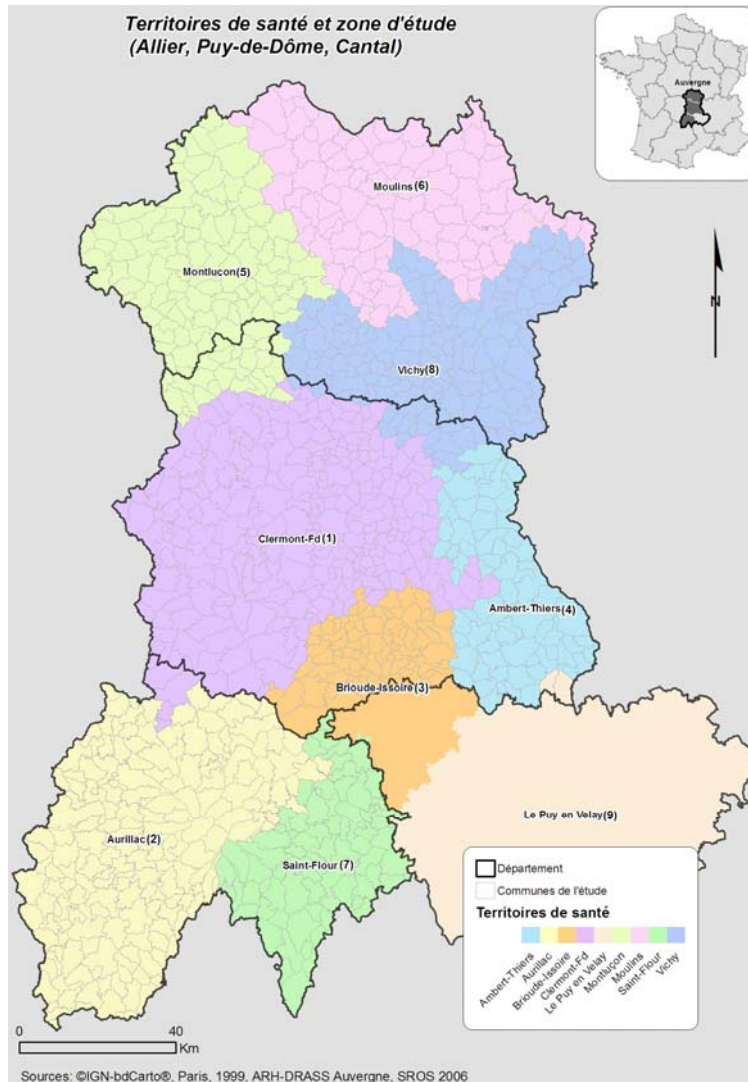 Territoires de santé et zone d'étude
(Allier, Puy-de-Dôme, Cantal)
Auvergne
Moulins(6)
Montlucon(5)
N
Vichy(8)
Clermont-Fd(1)
Ambert-Thiers(4)
Brioude-Issoire(3)
Le Puy en Velay(9)
Aurillac(2)
Saint-Flour(7)
Département
Communes de l'étude
Territoires de santé
Ambert-Thiers
Aurillac
Brioude-Issoire
Clermont-Fd
Le Puy en Velay
Montluçon
Moulins
Saint-Flour
Vichy
0 40
Km
Sources: ©IGN-bdCarto®, Paris, 1999, ARH-DRASS Auvergne, SROS 2006